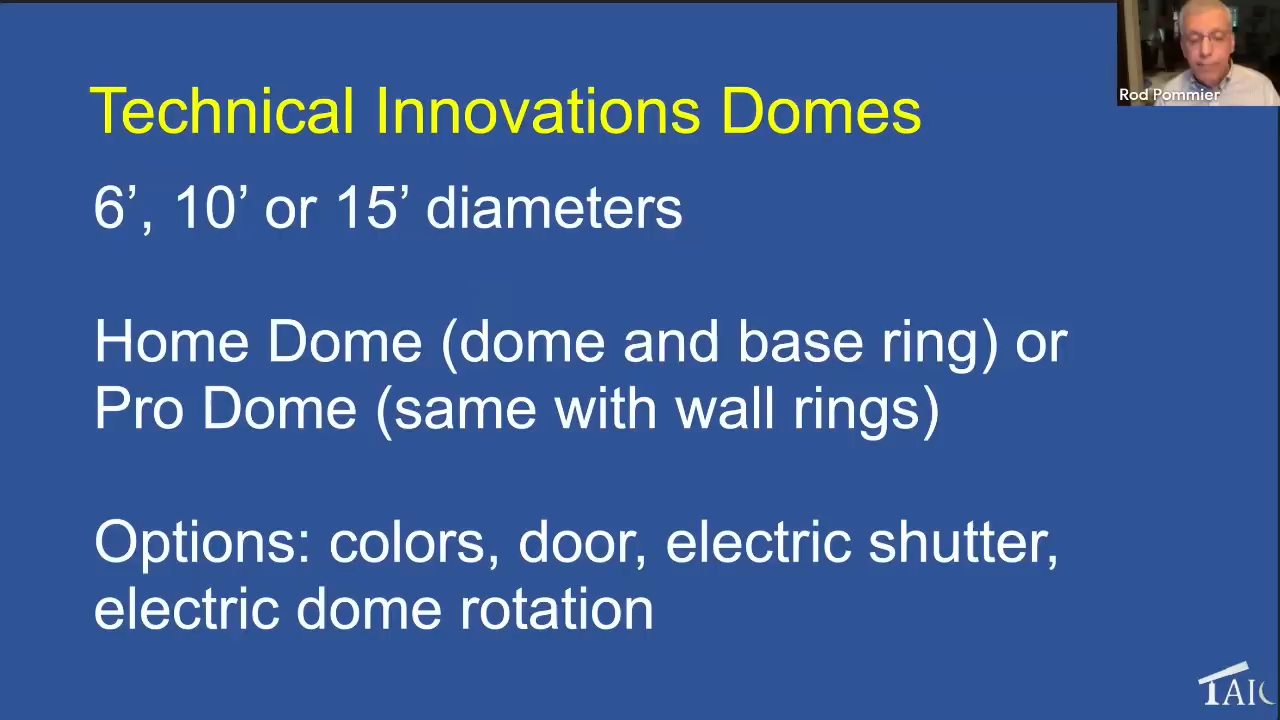 Technical Innovations Domes
Rod Pommier
6’, 10’ or 15’ diameters
Home Dome (dome and base ring) or
Pro Dome (same with wall rings)
Options: colors, door, electric shutter,
electric dome rotation
TAIC